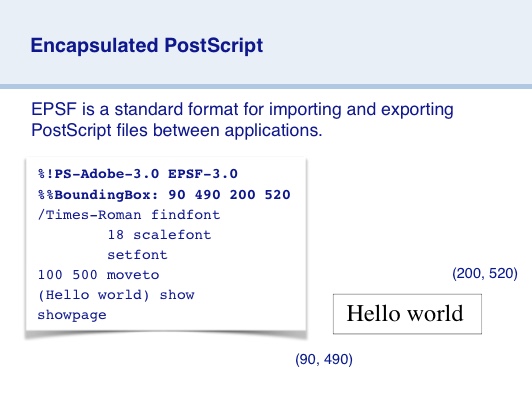 Encapsulated PostScript
EPSF is a standard format for importing and exporting
PostScript files between applications.
%!PS-Adobe-3.0 EPSF-3.0
%%BoundingBox: 90 490 200 520
/Times-Roman findfont
18 scalefont
setfont
100 500 moveto
(Hello world) show
showpage
(200, 520)
Hello world
(90, 490)